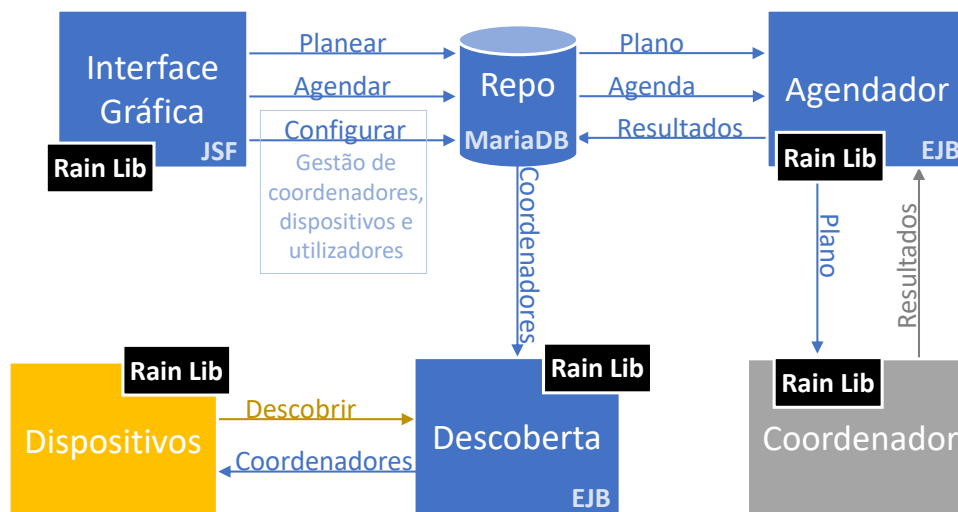 Interface
Gráfica
JSF
Rain Lib
Planear
Agendar
Configurar
Gestão de
coordenadores,
dispositivos e
utilizadores
Repo
MariaDB
Plano
Agenda
Resultados
Agendador
EJB
Rain Lib
Coordenadores
Plano
Resultados
Rain Lib
Dispositivos
Descobrir
Coordenadores
Rain Lib
Descoberta
EJB
Rain Lib
Coordenador